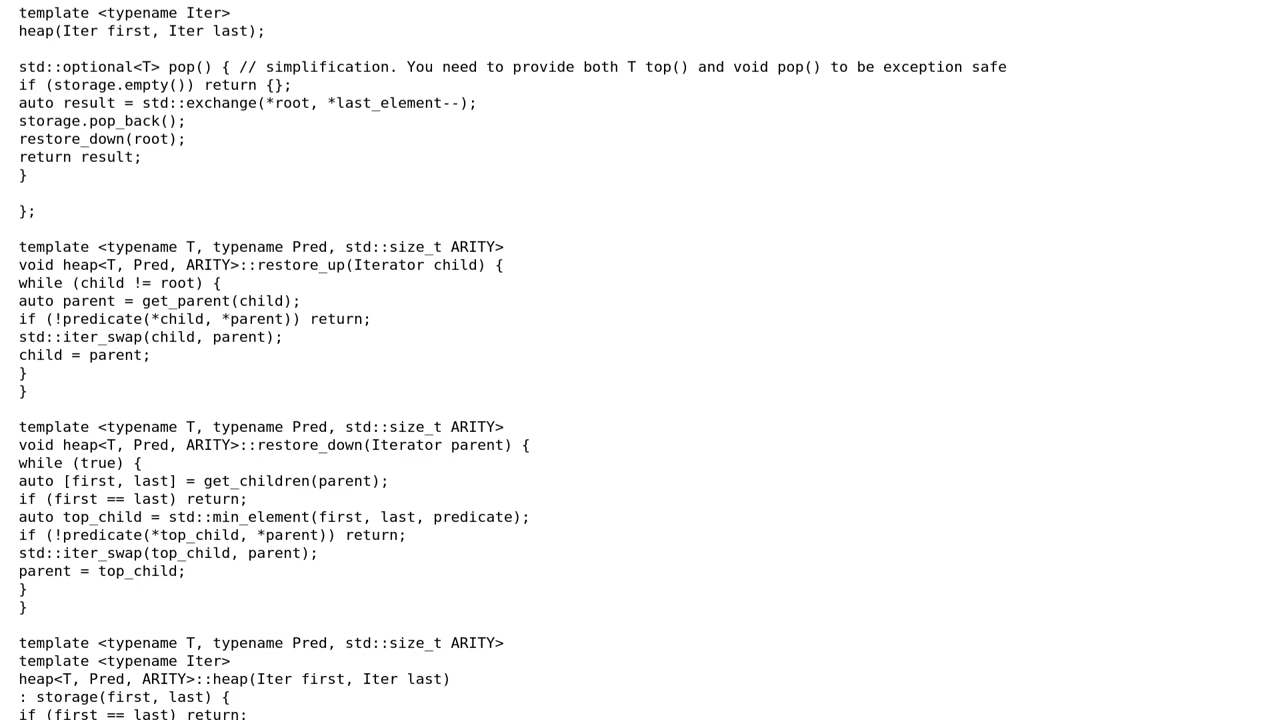 template <typename Iter>
heap(Iter first, Iter last);

std::optional<T> pop() { // simplification. You need to provide both T top() and void pop() to be exception safe
if (storage.empty()) return {};
auto result = std::exchange(*root, *last_element--);
storage.pop_back();
restore_down(root);
return result;
}

};

template <typename T, typename Pred, std::size_t ARITY>
void heap<T, Pred, ARITY>::restore_up(Iterator child) {
while (child != root) {
auto parent = get_parent(child);
if (!predicate(*child, *parent)) return;
std::iter_swap(child, parent);
child = parent;
}
}

template <typename T, typename Pred, std::size_t ARITY>
void heap<T, Pred, ARITY>::restore_down(Iterator parent) {
while (true) {
auto [first, last] = get_children(parent);
if (first == last) return;
auto top_child = std::min_element(first, last, predicate);
if (!predicate(*top_child, *parent)) return;
std::iter_swap(top_child, parent);
parent = top_child;
}
}

template <typename T, typename Pred, std::size_t ARITY>
template <typename Iter>
heap<T, Pred, ARITY>::heap(Iter first, Iter last)
: storage(first, last) {
if (first == last) return;